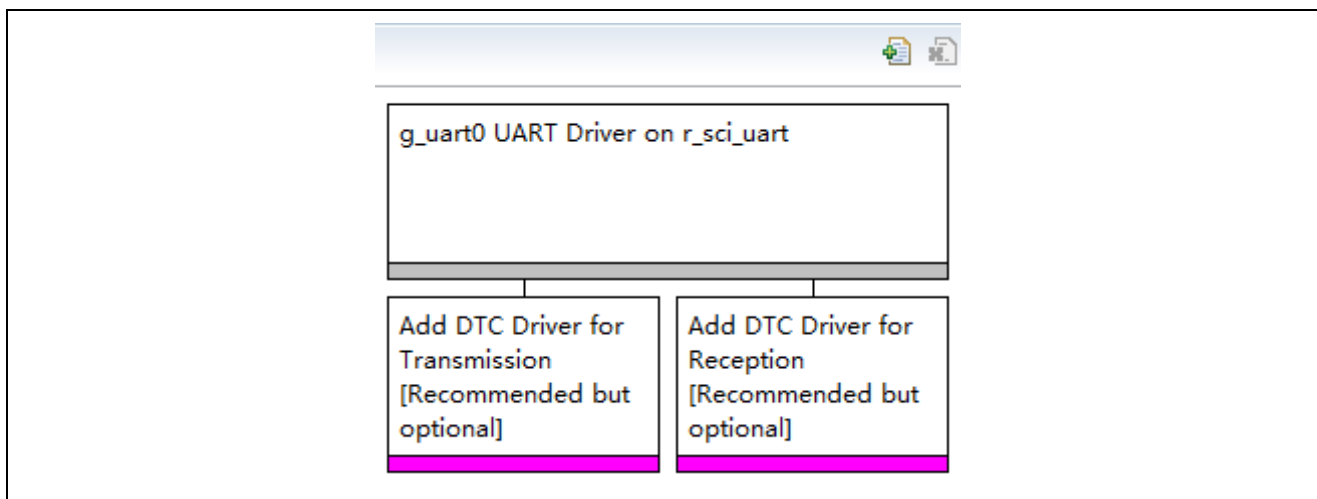 g_uart0 UART Driver on r_sci_uart
Add DTC Driver for
Transmission
[Recommended but
optional]
Add DTC Driver for
Reception
[Recommended but
optional]